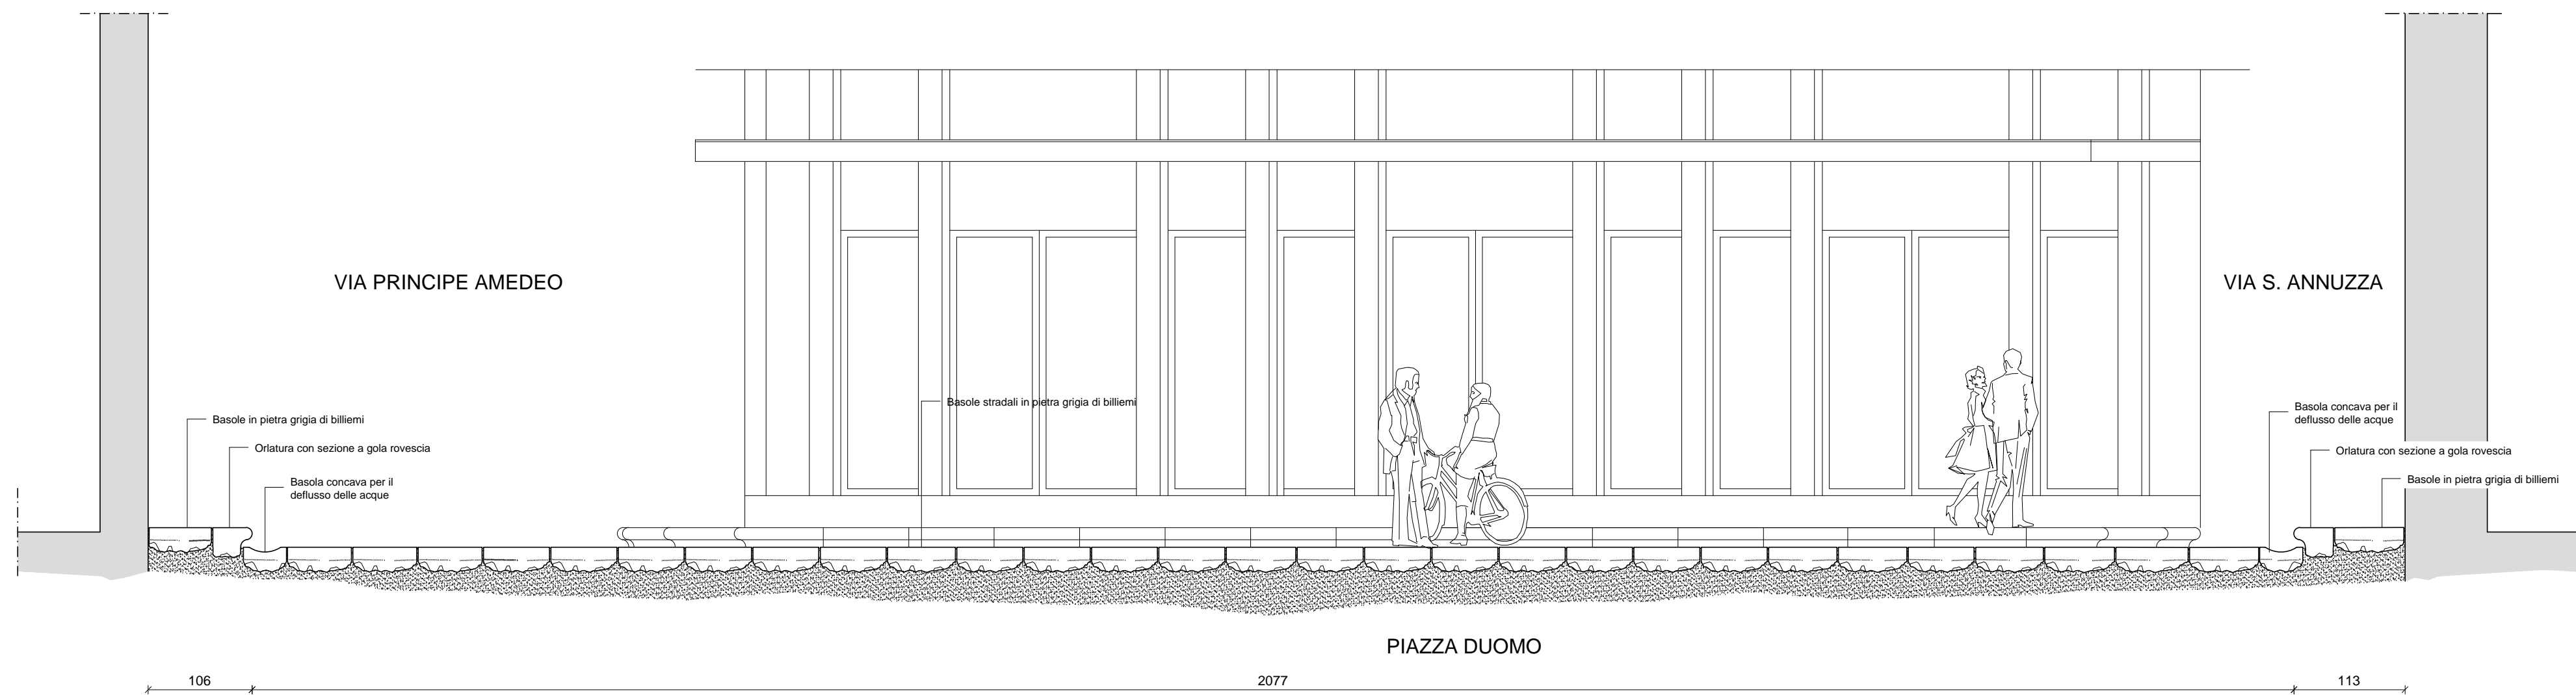 VIA PRINCIPE AMEDEO
VIA S. ANNUZZA
Basole stradali in pietra grigia di billiemi
Basole in pietra grigia di billiemi
Orlatura con sezione a gola rovescia
Basola concava per il
deflusso delle acque
Basola concava per il
deflusso delle acque
Orlatura con sezione a gola rovescia
Basole in pietra grigia di billiemi
PIAZZA DUOMO
106
2077
113